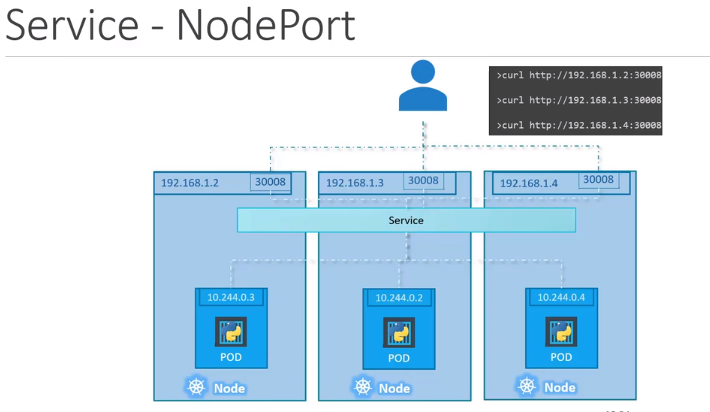 Service - NodePort
>curl http://192.168.1.2:30008
>curl http://192.168.1.3:30008
>curl http://192.168.1.4:30008
192.168.1.2
30008
192.168.1.3
30008
192.168.1.4
30008
Service
10.244.0.3
10.244.0.2
10.244.0.4
POD
POD
POD
Node
Node
Node